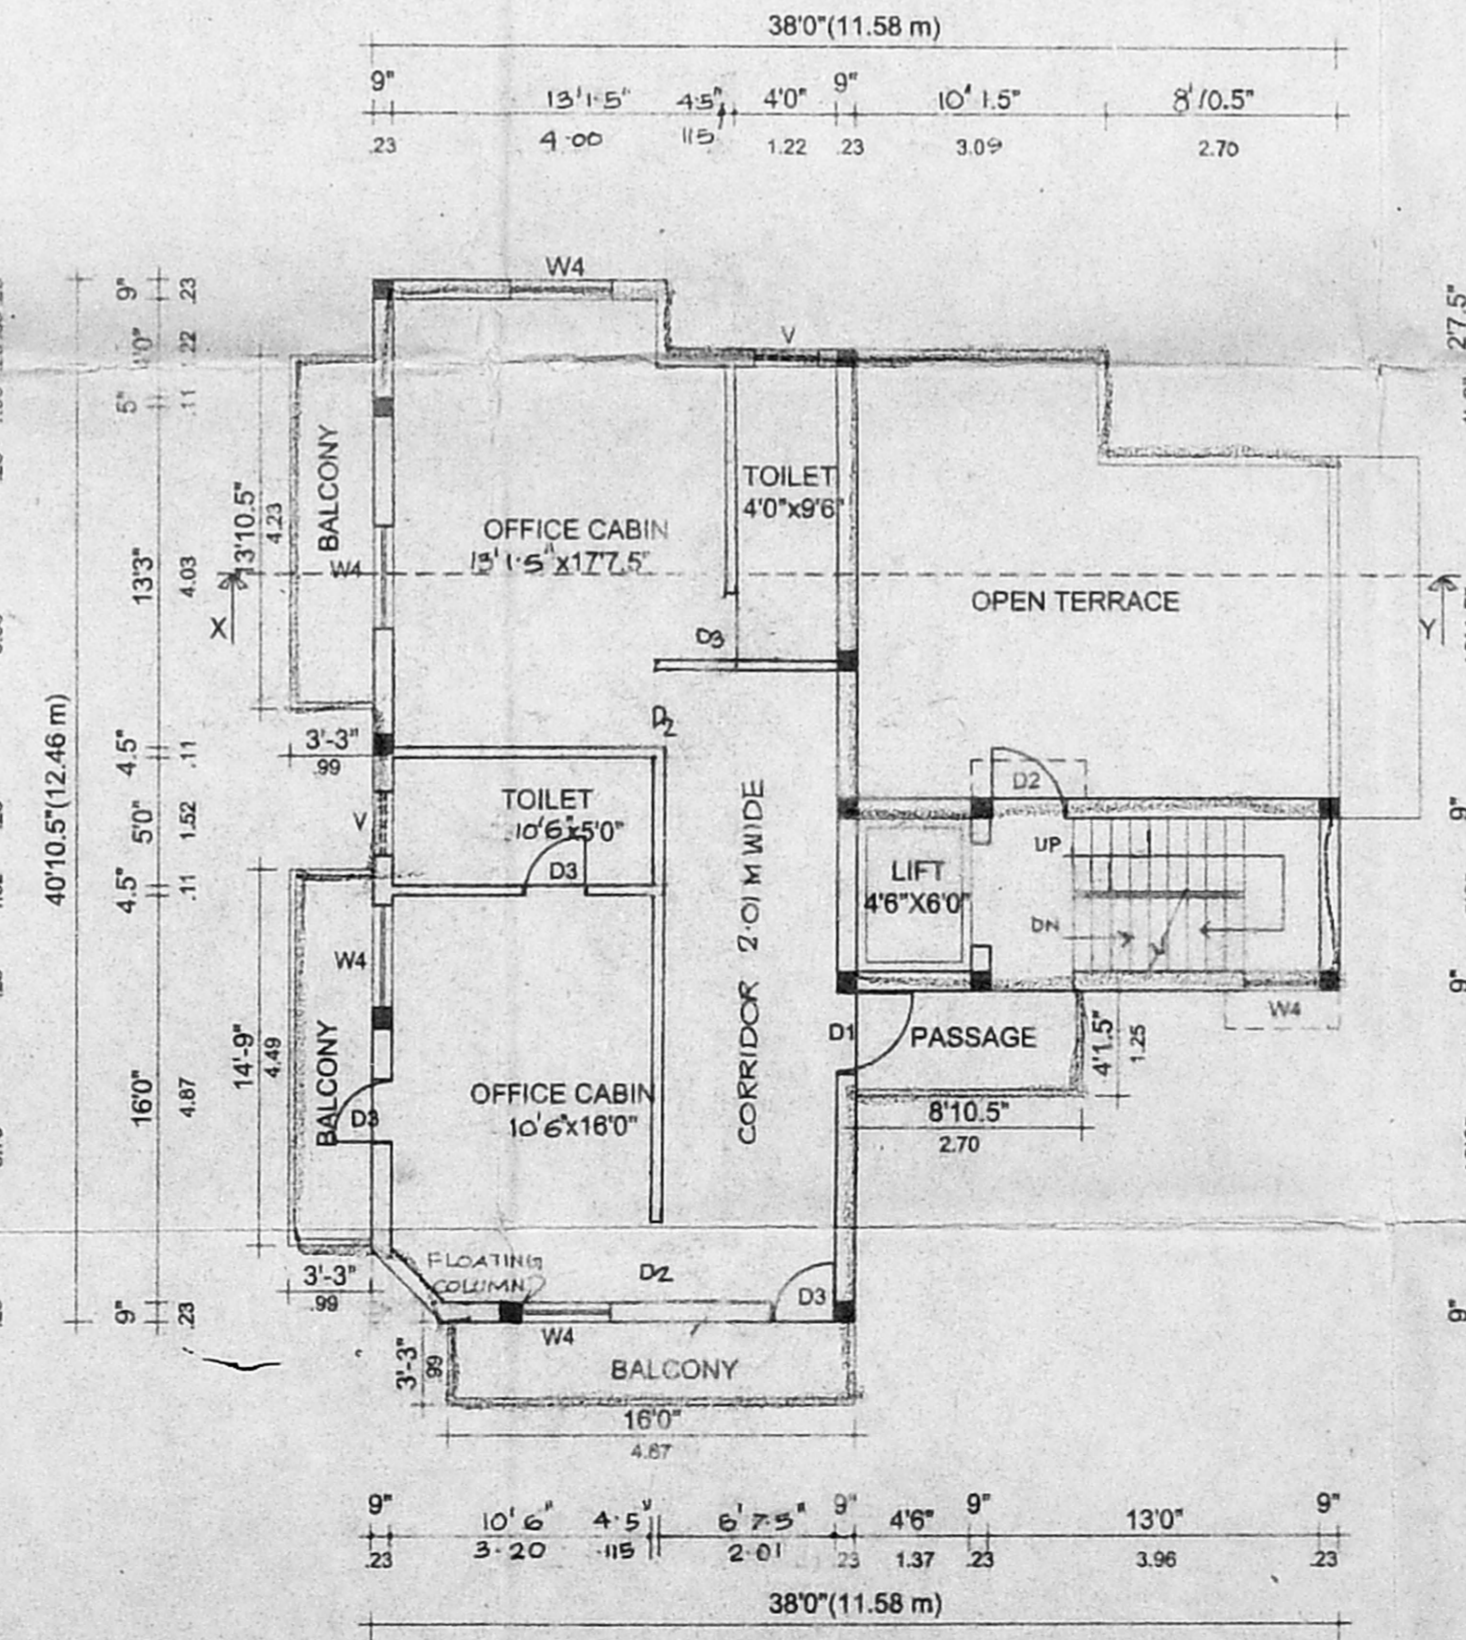 38'0"(11.58 m)
9" 13'1.5" 4.5" 4'0" 9" 10'1.5" 8'10.5"
.23 4.00 115 1.22 .23 3.09 2.70
W4
V
9" .23
4'0" .22
5" .11
13'3" 4.03
4.5" .11
5'0" 1.52
4.5" .11
16'0" 4.87
9" .23
40'10.5"(12.46 m)
2'7.5"
BALCONY
13'10.5"
4.23
W4
X
OFFICE CABIN
13'1.5"x17'7.5"
TOILET
4'0"x9'6"
D3
OPEN TERRACE
Y
D2
3'-3"
.99
V
TOILET
10'6"x5'0"
D3
CORRIDOR 2.01 M WIDE
D2
UP
LIFT
4'6"X6'0"
DN
9"
9"
W4
W4
BALCONY
14'-9"
4.49
D3
OFFICE CABIN
10'6"x16'0"
D1
PASSAGE
4'1.5"
1.25
8'10.5"
2.70
3'-3"
.99
FLOATING
COLUMN
D2
D3
9"
W4
BALCONY
3'-3"
.99
16'0"
4.87
9" 10'6" 4.5" 6'7.5" 9" 4'6" 9" 13'0" 9"
.23 3.20 .115 2.01 .23 1.37 .23 3.96 .23
38'0"(11.58 m)